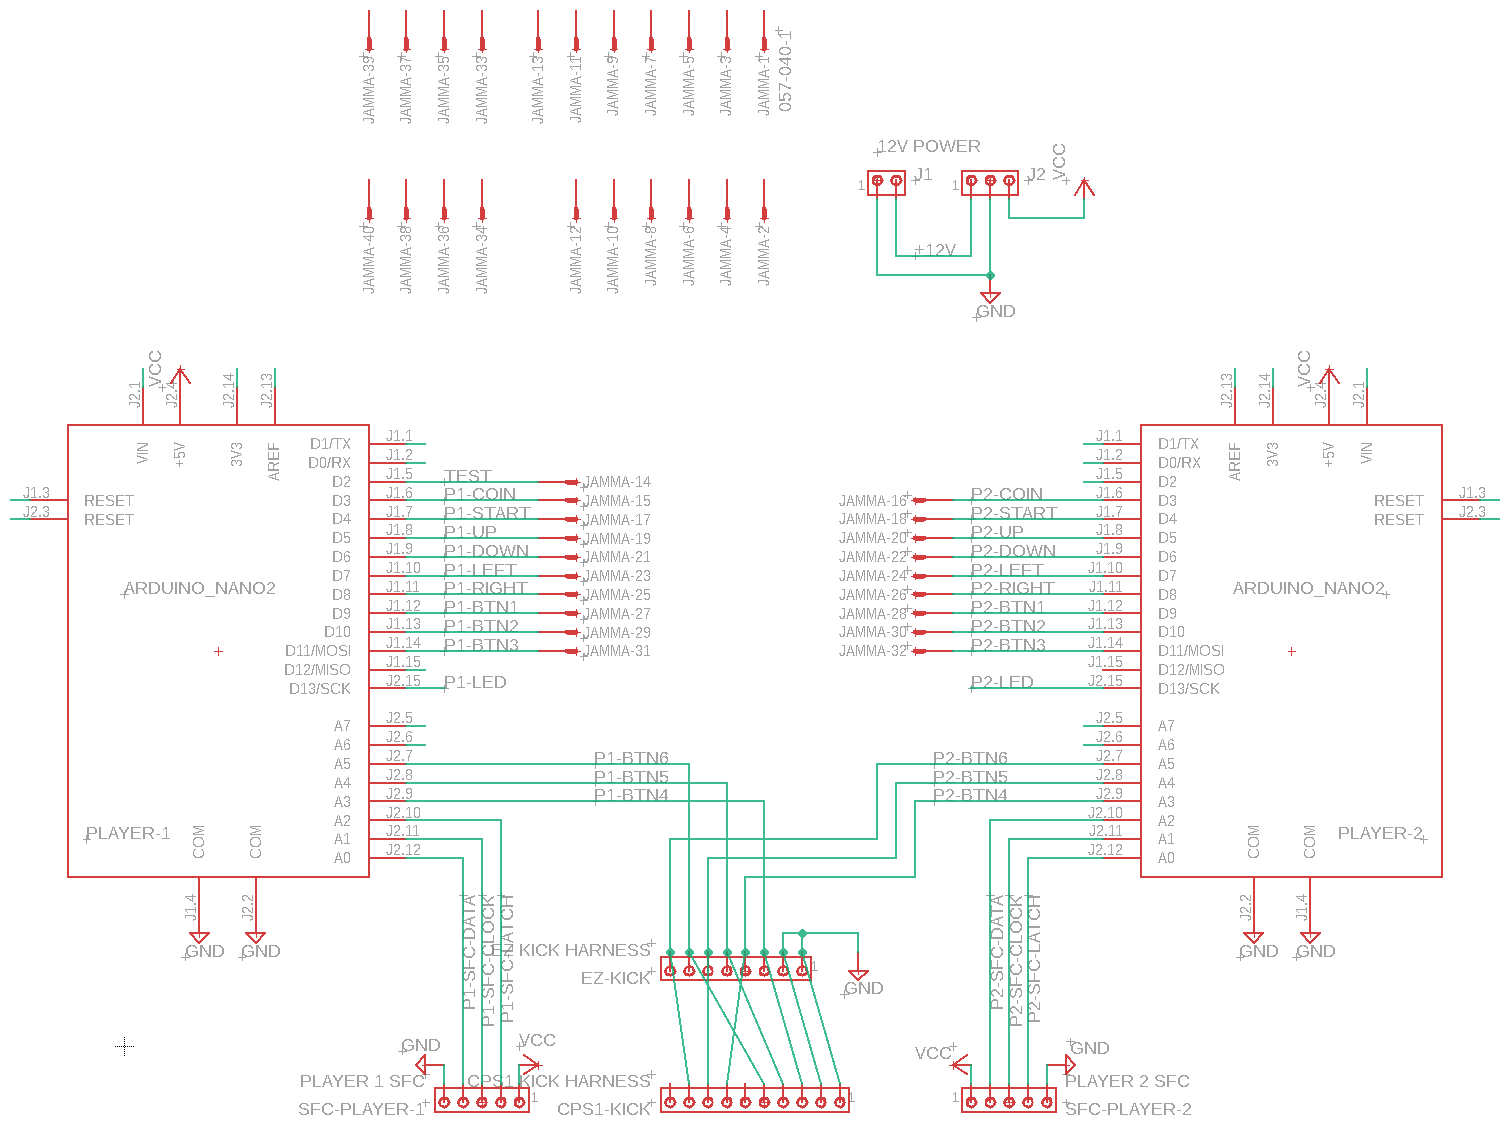 JAMMA-39
JAMMA-37
JAMMA-35
JAMMA-33
JAMMA-13
JAMMA-11
JAMMA-9
JAMMA-7
JAMMA-5
JAMMA-3
JAMMA-1
057-040-1
JAMMA-40
JAMMA-38
JAMMA-36
JAMMA-34
JAMMA-12
JAMMA-10
JAMMA-8
JAMMA-6
JAMMA-4
JAMMA-2
12V POWER
1
J1
J2
VCC
+12V
GND
J2.1
VCC
J2.4
J2.14
J2.13
VIN
+5V
3V3
AREF
J1.3
RESET
J2.3
RESET
ARDUINO_NANO2
PLAYER-1
COM
COM
J1.4
J2.2
GND
GND
D1/TX J1.1
D0/RX J1.2
D2 J1.5 TEST JAMMA-14
D3 J1.6 P1-COIN JAMMA-15
D4 J1.7 P1-START JAMMA-17
D5 J1.8 P1-UP JAMMA-19
D6 J1.9 P1-DOWN JAMMA-21
D7 J1.10 P1-LEFT JAMMA-23
D8 J1.11 P1-RIGHT JAMMA-25
D9 J1.12 P1-BTN1 JAMMA-27
D10 J1.13 P1-BTN2 JAMMA-29
D11/MOSI J1.14 P1-BTN3 JAMMA-31
D12/MISO J1.15
D13/SCK J2.15 P1-LED
A7 J2.5
A6 J2.6
A5 J2.7 P1-BTN6
A4 J2.8 P1-BTN5
A3 J2.9 P1-BTN4
A2 J2.10
A1 J2.11
A0 J2.12
J2.13
J2.14
VCC
J2.4
J2.1
AREF
3V3
+5V
VIN
J1.1 D1/TX
J1.2 D0/RX
J1.5 D2
JAMMA-16 P2-COIN J1.6 D3
JAMMA-18 P2-START J1.7 D4
JAMMA-20 P2-UP J1.8 D5
JAMMA-22 P2-DOWN J1.9 D6
JAMMA-24 P2-LEFT J1.10 D7
JAMMA-26 P2-RIGHT J1.11 D8
JAMMA-28 P2-BTN1 J1.12 D9
JAMMA-30 P2-BTN2 J1.13 D10
JAMMA-32 P2-BTN3 J1.14 D11/MOSI
J1.15 D12/MISO
P2-LED J2.15 D13/SCK
J2.5 A7
J2.6 A6
P2-BTN6 J2.7 A5
P2-BTN5 J2.8 A4
P2-BTN4 J2.9 A3
J2.10 A2
J2.11 A1
J2.12 A0
RESET J1.3
RESET J2.3
ARDUINO_NANO2
PLAYER-2
COM
COM
J2.2
J1.4
GND
GND
P1-SFC-DATA
P1-SFC-CLOCK
P1-SFC-LATCH
KICK HARNESS
EZ-KICK
1
GND
P2-SFC-DATA
P2-SFC-CLOCK
P2-SFC-LATCH
GND
VCC
PLAYER 1 SFC
SFC-PLAYER-1
1
CPS1 KICK HARNESS
CPS1-KICK
1
VCC
GND
1
PLAYER 2 SFC
SFC-PLAYER-2